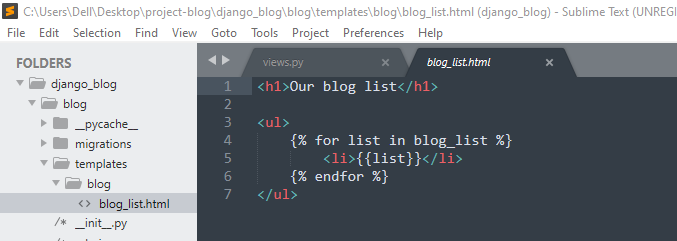 C:\Users\Dell\Desktop\project-blog\django_blog\blog\templates\blog\blog_list.html (django_blog) - Sublime Text (UNREGI
File Edit Selection Find View Goto Tools Project Preferences Help
FOLDERS
django_blog
blog
__pycache__
migrations
templates
blog
<> blog_list.html
/* __init__.py
views.py ×
blog_list.html ×
1 <h1>Our blog list</h1>
2
3 <ul>
4 {% for list in blog_list %}
5 <li>{{list}}</li>
6 {% endfor %}
7 </ul>